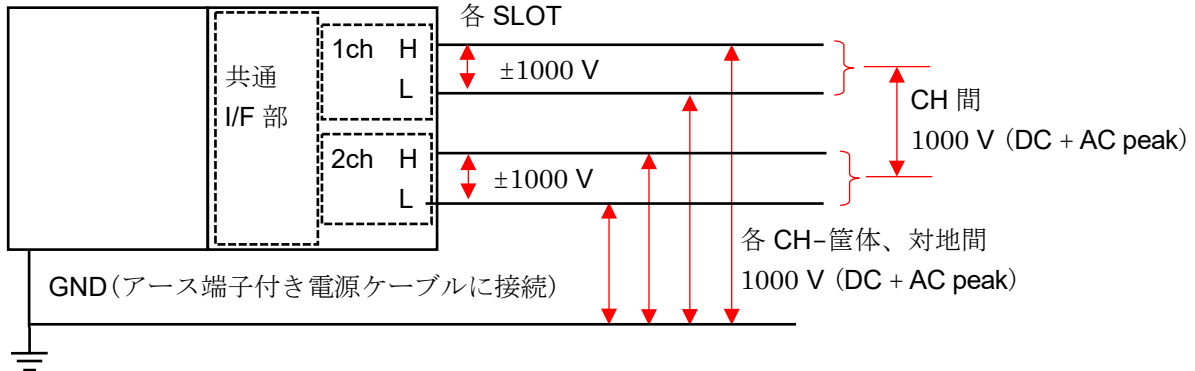 各 SLOT
共通
I/F 部
1ch H
L
±1000 V
2ch H
L
±1000 V
CH 間
1000 V (DC + AC peak)
各 CH−筐体、対地間
1000 V (DC + AC peak)
GND(アース端子付き電源ケーブルに接続)